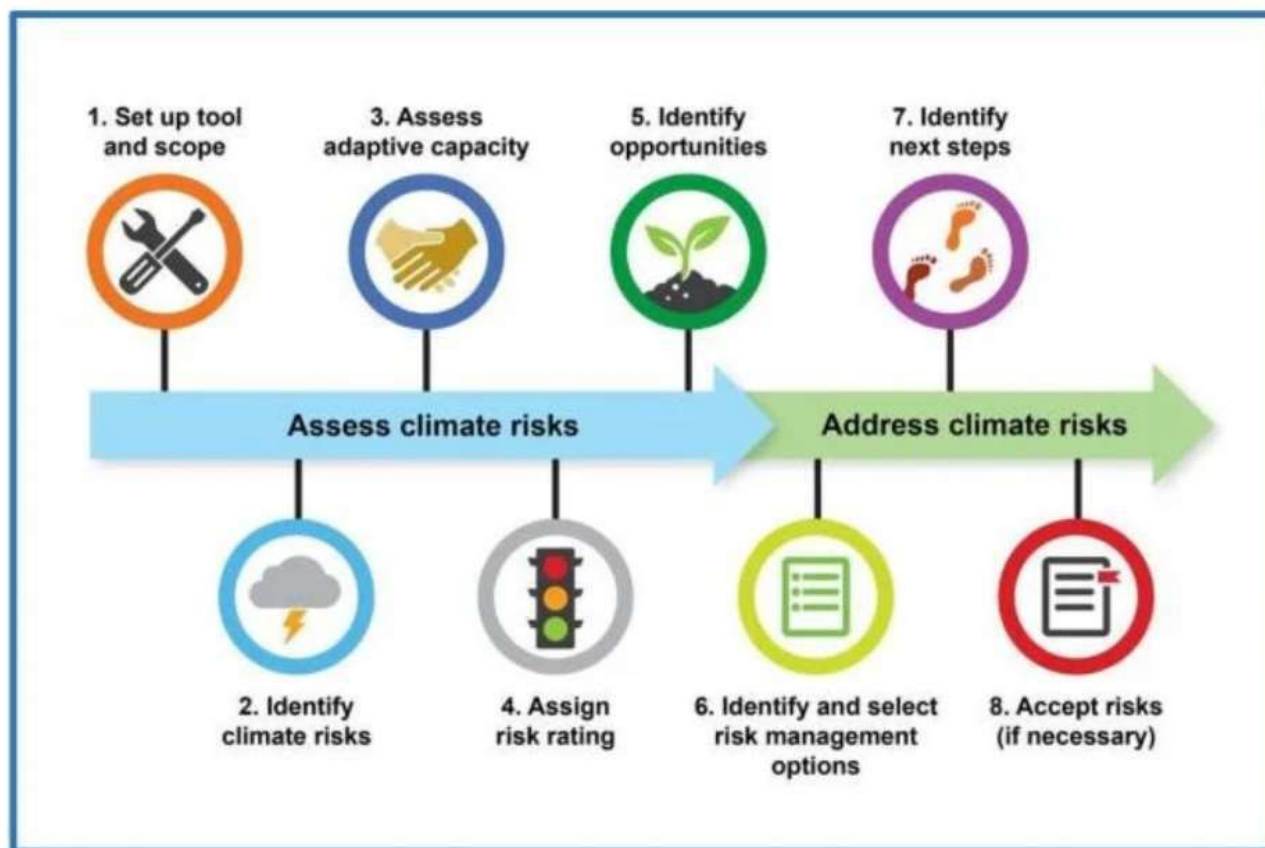 1. Set up tool
and scope
3. Assess
adaptive capacity
5. Identify
opportunities
7. Identify
next steps
Assess climate risks
Address climate risks
2. Identify
climate risks
4. Assign
risk rating
6. Identify and select
risk management
options
8. Accept risks
(if necessary)